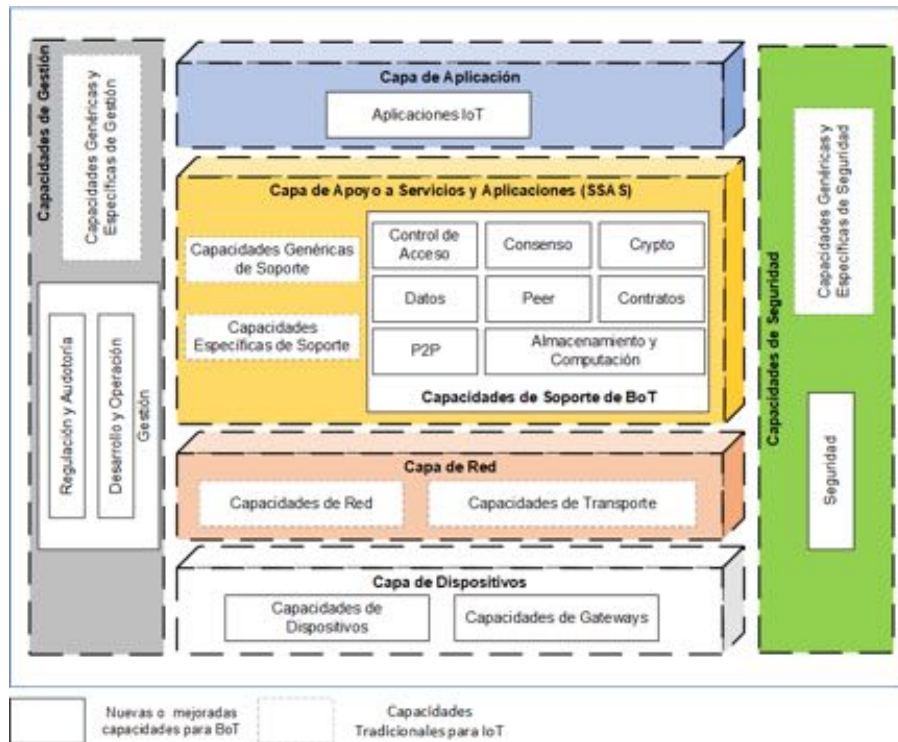 Capacidades de Gestión
Capacidades Genéricas y
Específicas de Gestón
Regulación y Audotoría
Desarrollo y Operación
Gestión
Capa de Aplicación
Aplicaciones IoT
Capa de Apoyo a Servicios y Aplicaciones (SSAS)
Capacidades Genéricas
de Soporte
Capacidades
Específicas de Soporte
Control de
Acceso
Consenso
Crypto
Datos
Peer
Contratos
P2P
Almacenamiento y
Computación
Capacidades de Soporte de BoT
Capa de Red
Capacidades de Red
Capacidades de Transporte
Capa de Dispositivos
Capacidades de
Dispositivos
Capacidades de Gateways
Capacidades de Seguridad
Capacidades Genéricas y
Específicas de Seguridad
Seguridad
Nuevas o mejoradas
capacidades para BoT
Capacidades
Tradicionales para IoT